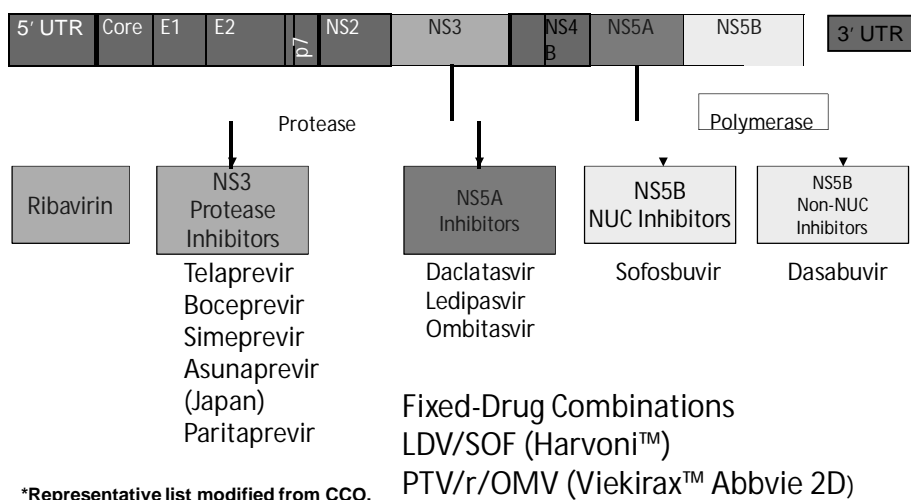 5′ UTR Core E1 E2 p7 NS2 NS3 NS4B NS5A NS5B 3′ UTR
Protease
Polymerase
Ribavirin
NS3
Protease
Inhibitors
Telaprevir
Boceprevir
Simeprevir
Asunaprevir
(Japan)
Paritaprevir
NS5A
Inhibitors
Daclatasvir
Ledipasvir
Ombitasvir
NS5B
NUC Inhibitors
Sofosbuvir
NS5B
Non-NUC
Inhibitors
Dasabuvir
Fixed-Drug Combinations
LDV/SOF (Harvoni™)
PTV/r/OMV (Viekirax™ Abbvie 2D)
*Representative list modified from CCO.